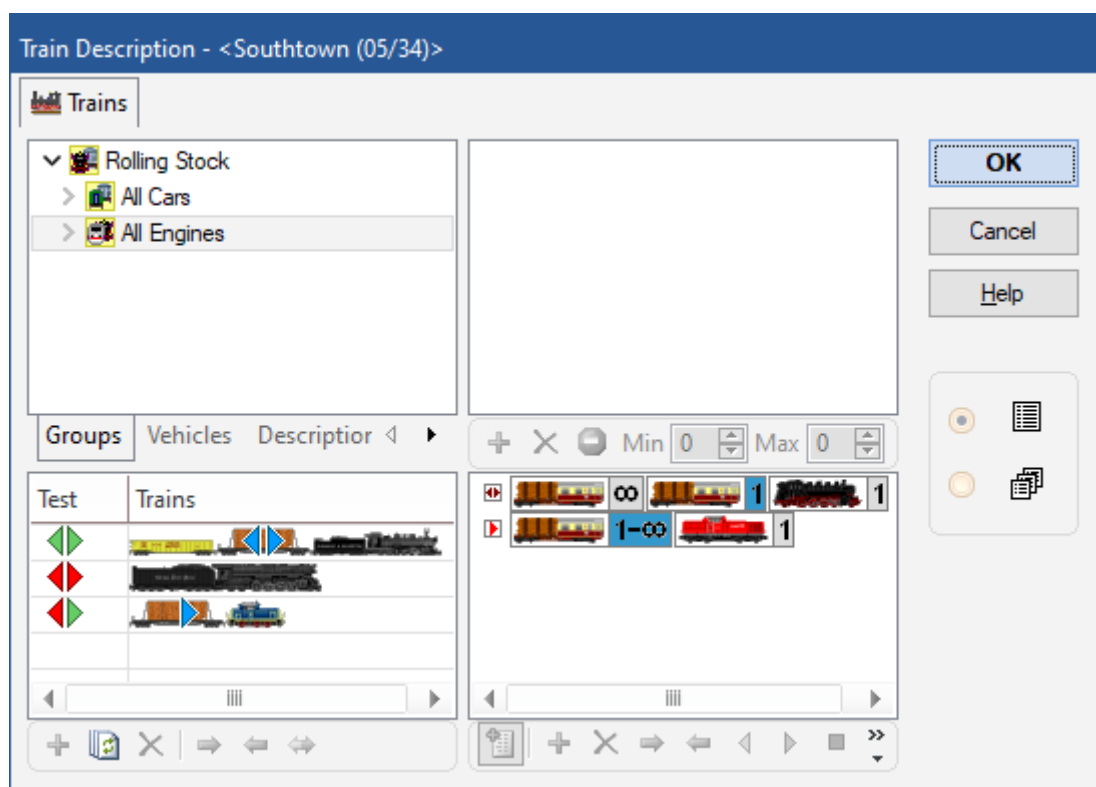 Train Description - <Southtown (05/34)>
Trains
Rolling Stock
All Cars
All Engines
OK
Cancel
Help
Groups Vehicles Descriptior
Min 0 Max 0
Test Trains
∞ 1 1
1-∞ 1